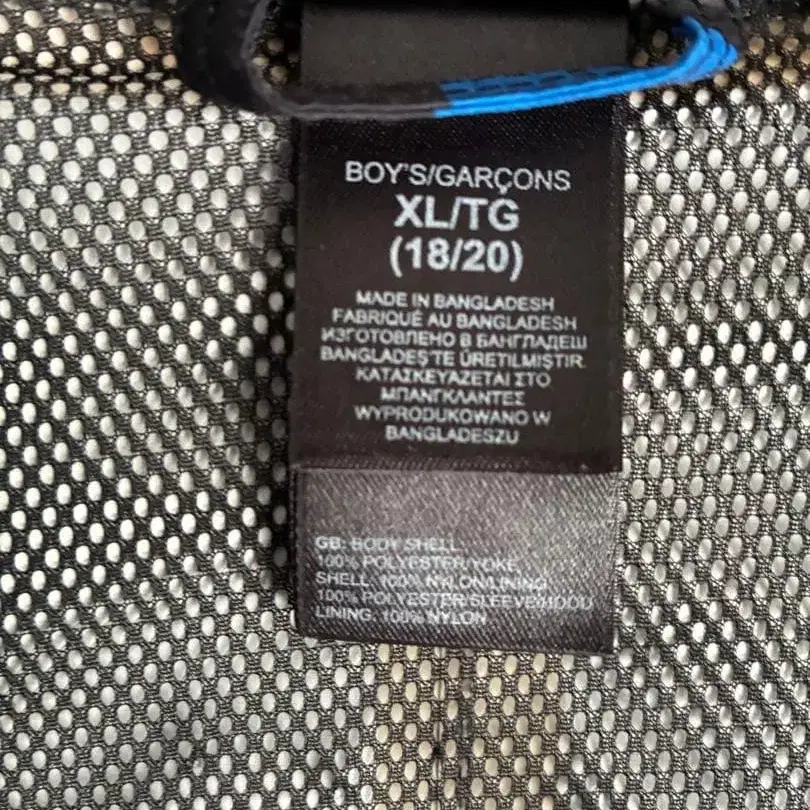 BOY'S/GARÇONS
XL/TG
(18/20)
MADE IN BANGLADESH
FABRIQUÉ AU BANGLADESH
ИЗГОТОВЛЕНО В БАНГЛАДЕШ
BANGLADEŞ'TE ÜRETILMIŞTIR.
ΚΑΤΑΣΚΕΥΑΖΕΤΑΙ ΣΤΟ
ΜΠΑΝΓΚΛΑΝΤΕΣ
WYPRODUKOWANO W
BANGLADESZU
GB: BODY SHELL:
100% POLYESTER/YOKE
SHELL: 100% NYLON/LINING:
100% POLYESTER/SLEEVE/HOOD
LINING: 100% NYLON